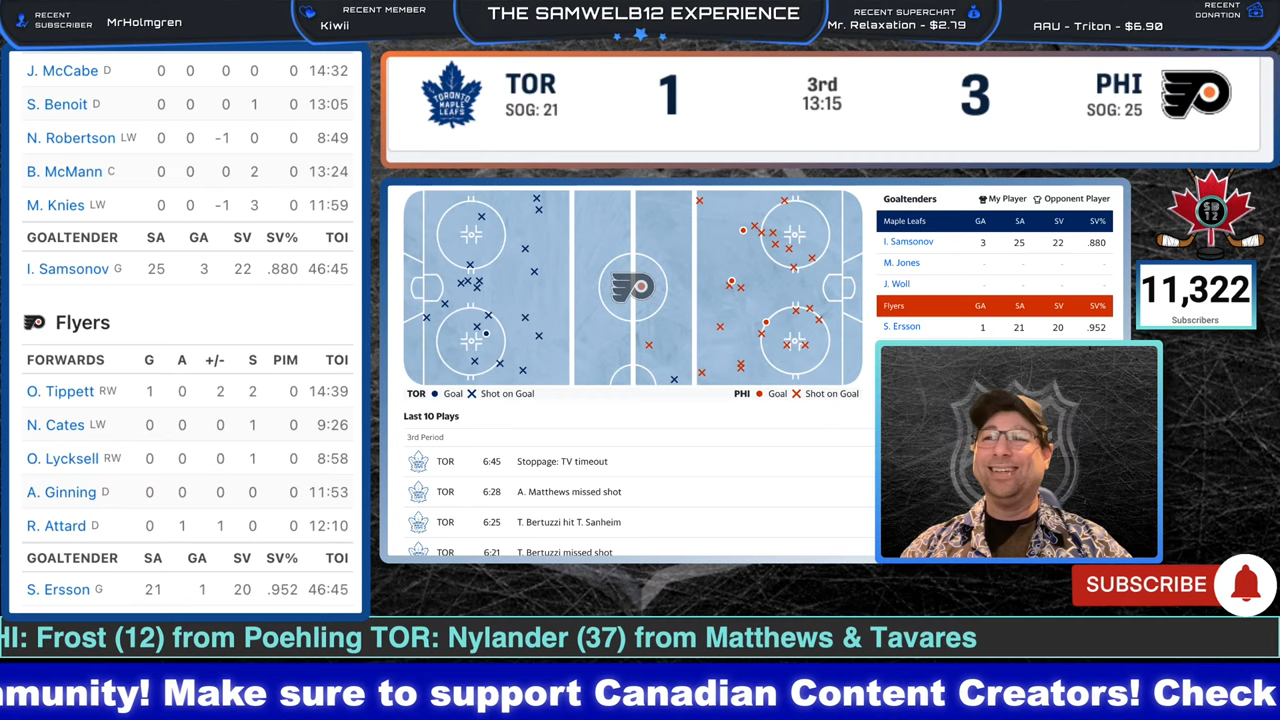 RECENT SUBSCRIBER MrHolmgren
RECENT MEMBER
Kiwii
THE SAMWELB12 EXPERIENCE
RECENT SUPERCHAT
Mr. Relaxation - $2.79
RECENT DONATION
AAU - Triton - $6.90
J. McCabe D 0 0 0 0 0 14:32
S. Benoit D 0 0 0 1 0 13:05
N. Robertson LW 0 0 -1 0 0 8:49
B. McMann C 0 0 0 2 0 13:24
M. Knies LW 0 0 -1 3 0 11:59
GOALTENDER SA GA SV SV% TOI
I. Samsonov G 25 3 22 .880 46:45
Flyers
FORWARDS G A +/- S PIM TOI
O. Tippett RW 1 0 2 2 0 14:39
N. Cates LW 0 0 0 1 0 9:26
O. Lycksell RW 0 0 0 1 0 8:58
A. Ginning D 0 0 0 0 0 11:53
R. Attard D 0 1 1 0 0 12:10
GOALTENDER SA GA SV SV% TOI
S. Ersson G 21 1 20 .952 46:45
TORONTO MAPLE LEAFS
TOR 1 3rd 3 PHI
SOG: 21 13:15 SOG: 25
TOR Goal Shot on Goal PHI Goal Shot on Goal
Last 10 Plays
3rd Period
TOR 6:45 Stoppage: TV timeout
TOR 6:28 A. Matthews missed shot
TOR 6:25 T. Bertuzzi hit T. Sanheim
TOR 6:21 T. Bertuzzi missed shot
Goaltenders My Player Opponent Player
Maple Leafs GA SA SV SV%
I. Samsonov 3 25 22 .880
M. Jones - - - -
J. Woll - - - -
Flyers GA SA SV SV%
S. Ersson 1 21 20 .952
SB
12
11,322
Subscribers
SUBSCRIBE
HI: Frost (12) from Poehling TOR: Nylander (37) from Matthews & Tavares
mmunity! Make sure to support Canadian Content Creators! Check